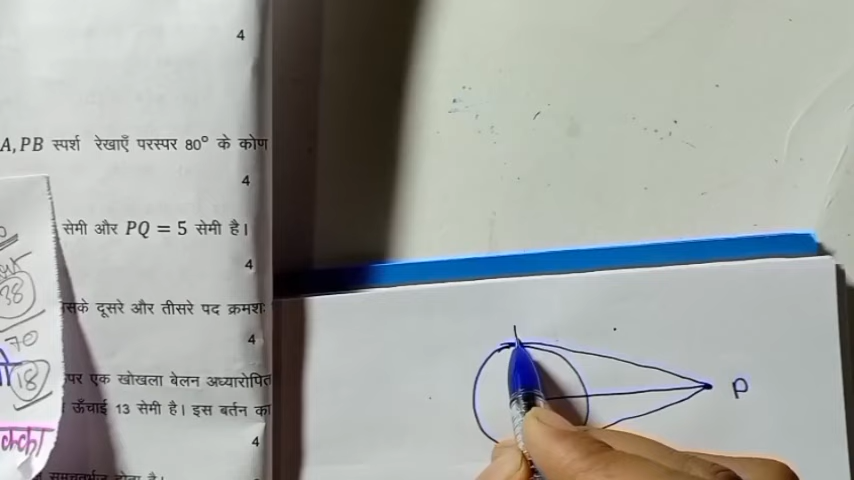 4
A, PB स्पर्श रेखाएँ परस्पर 80° के कोण
4
सेमी और PQ = 5 सेमी है।
4
सके दूसरे और तीसरे पद क्रमशः
4
पर एक खोखला बेलन अध्यारोपित
ऊँचाई 13 सेमी है। इस बर्तन का
4
समचतुर्भुज होता है।
38
70
18
P